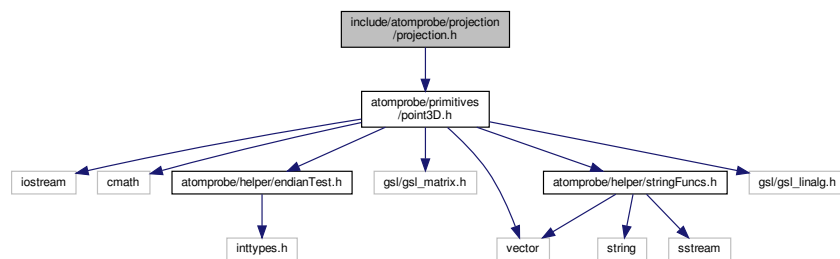 include/atomprobe/projection
/projection.h
atomprobe/primitives
/point3D.h
iostream
cmath
atomprobe/helper/endianTest.h
gsl/gsl_matrix.h
atomprobe/helper/stringFuncs.h
gsl/gsl_linalg.h
inttypes.h
vector
string
sstream